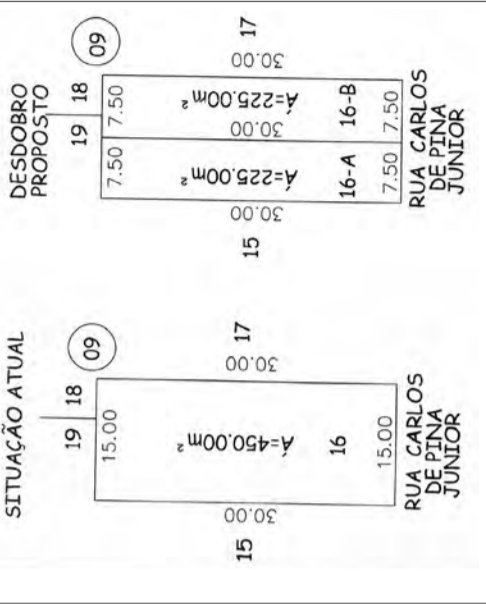 SITUAÇÃO ATUAL
09
19 18
15.00
15
30.00
Á=450.00m²
30.00
17
16
15.00
RUA CARLOS
DE PINA
JUNIOR
DESDOBRO
PROPOSTO
09
19 18
7.50 7.50
15
30.00
Á=225.00m²
30.00
Á=225.00m²
30.00
17
16-A 16-B
7.50 7.50
RUA CARLOS
DE PINA
JUNIOR